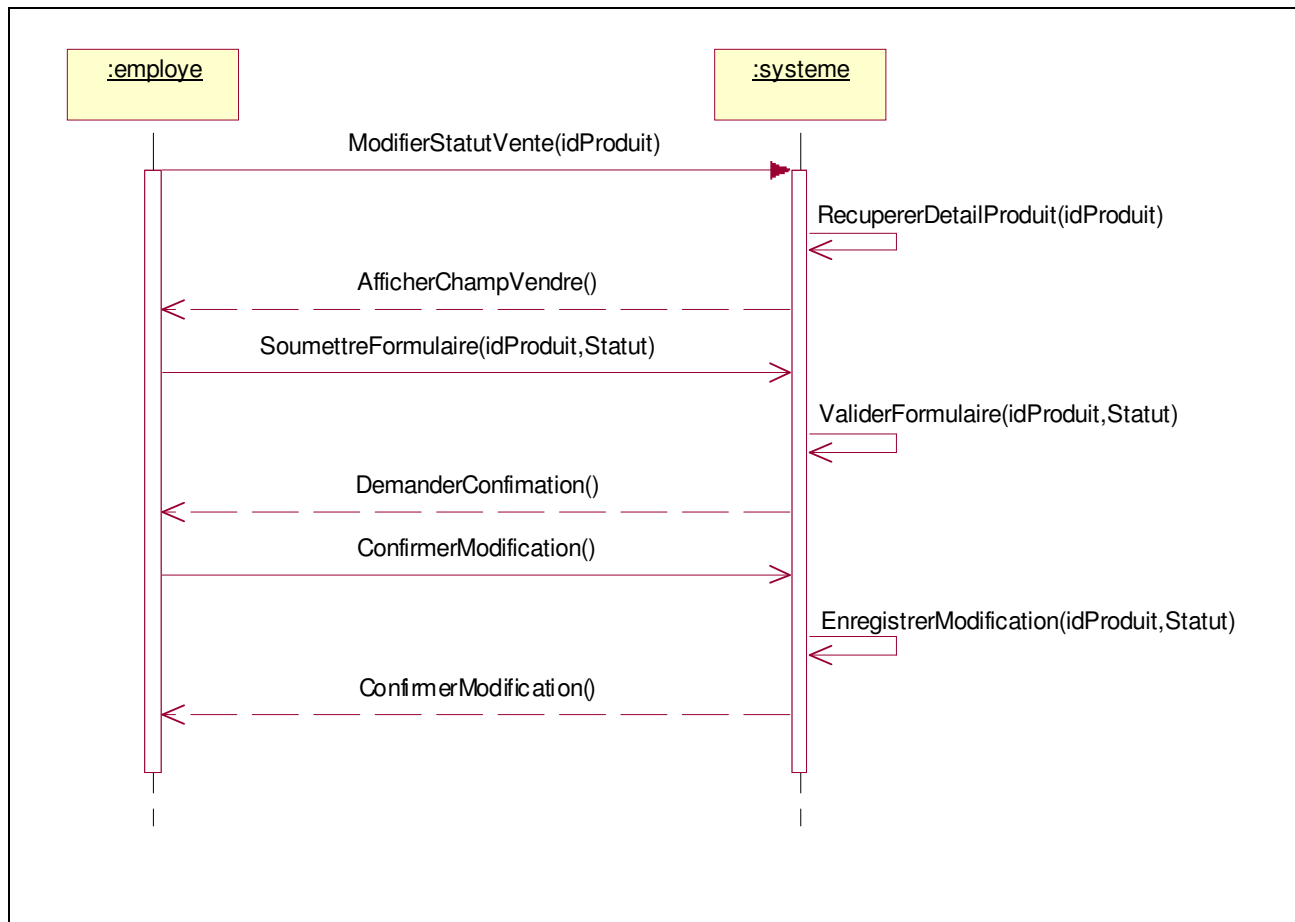 :employe
:systeme
ModifierStatutVente(idProduit)
RecupererDetailProduit(idProduit)
AfficherChampVendre()
SoumettreFormulaire(idProduit,Statut)
ValiderFormulaire(idProduit,Statut)
DemanderConfimation()
ConfirmerModification()
EnregistrerModification(idProduit,Statut)
ConfirmerModification()